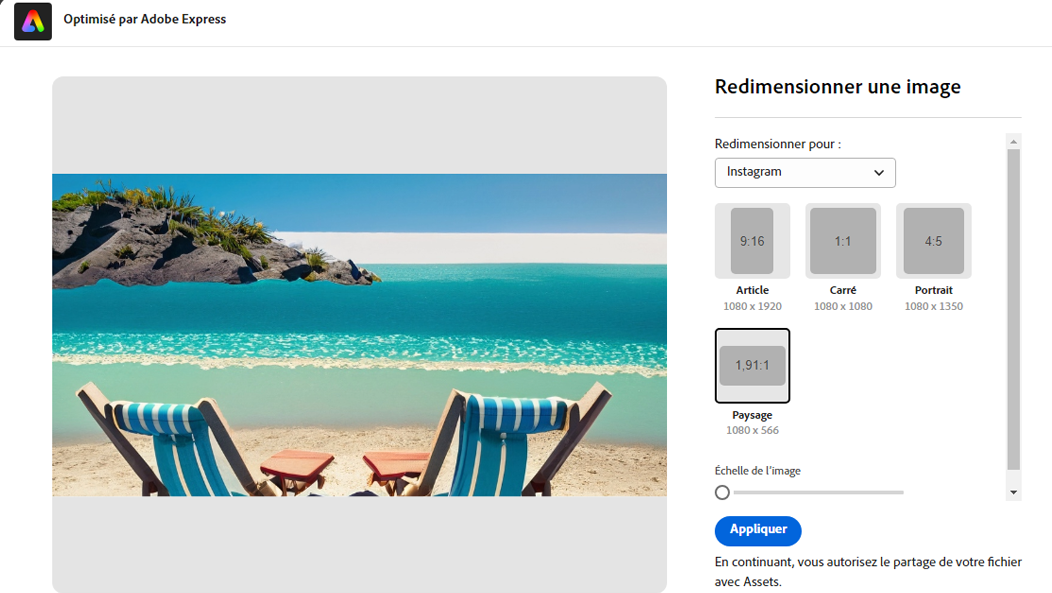 Optimisé par Adobe Express
Redimensionner une image
Redimensionner pour :
Instagram
9:16
1:1
4:5
Article
Carré
Portrait
1080 x 1920
1080 x 1080
1080 x 1350
1,91:1
Paysage
1080 x 566
Échelle de l’image
Appliquer
En continuant, vous autorisez le partage de votre fichier
avec Assets.